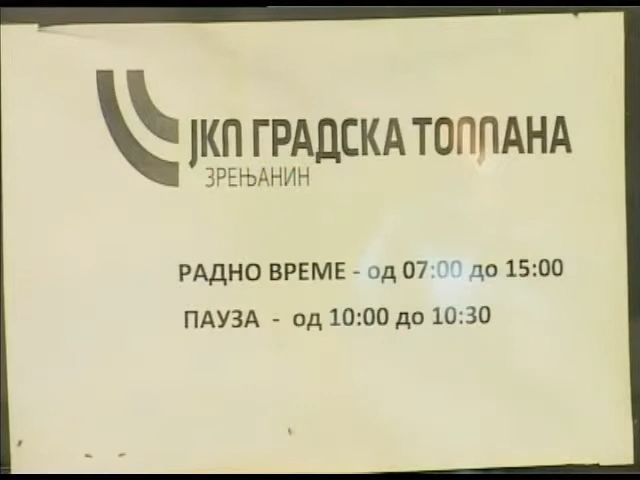 ЈКП ГРАДСКА ТОПЛАНА
ЗРЕЊАНИН
РАДНО ВРЕМЕ - од 07:00 до 15:00
ПАУЗА - од 10:00 до 10:30